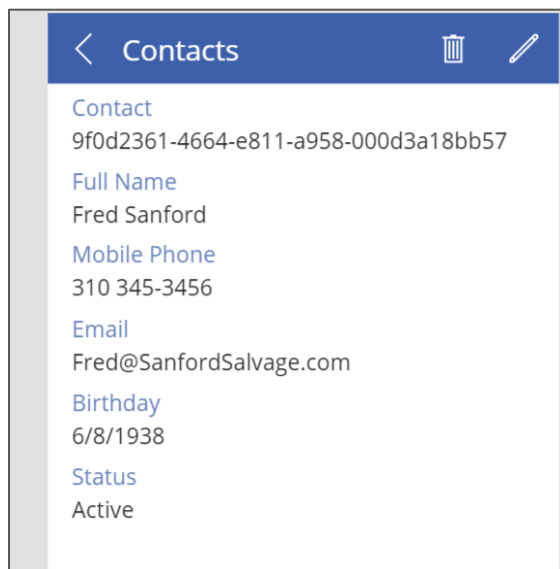 Contacts
Contact
9f0d2361-4664-e811-a958-000d3a18bb57
Full Name
Fred Sanford
Mobile Phone
310 345-3456
Email
Fred@SanfordSalvage.com
Birthday
6/8/1938
Status
Active